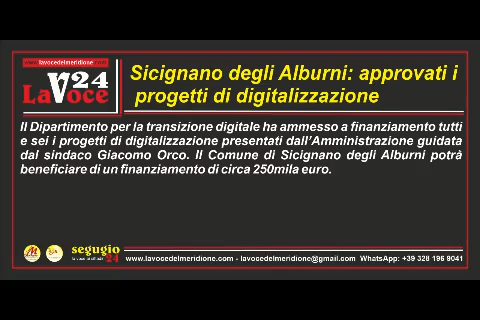 www.lavocedelmeridione.com
LaVoce 24
Sicignano degli Alburni: approvati i
progetti di digitalizzazione
Il Dipartimento per la transizione digitale ha ammesso a finanziamento tutti
e sei i progetti di digitalizzazione presentati dall'Amministrazione guidata
dal sindaco Giacomo Orco. Il Comune di Sicignano degli Alburni potrà
beneficiare di un finanziamento di circa 250mila euro.
segugio
24
www.lavocedelmeridione.com - lavocedelmeridione@gmail.com WhatsApp: +39 328 196 9041